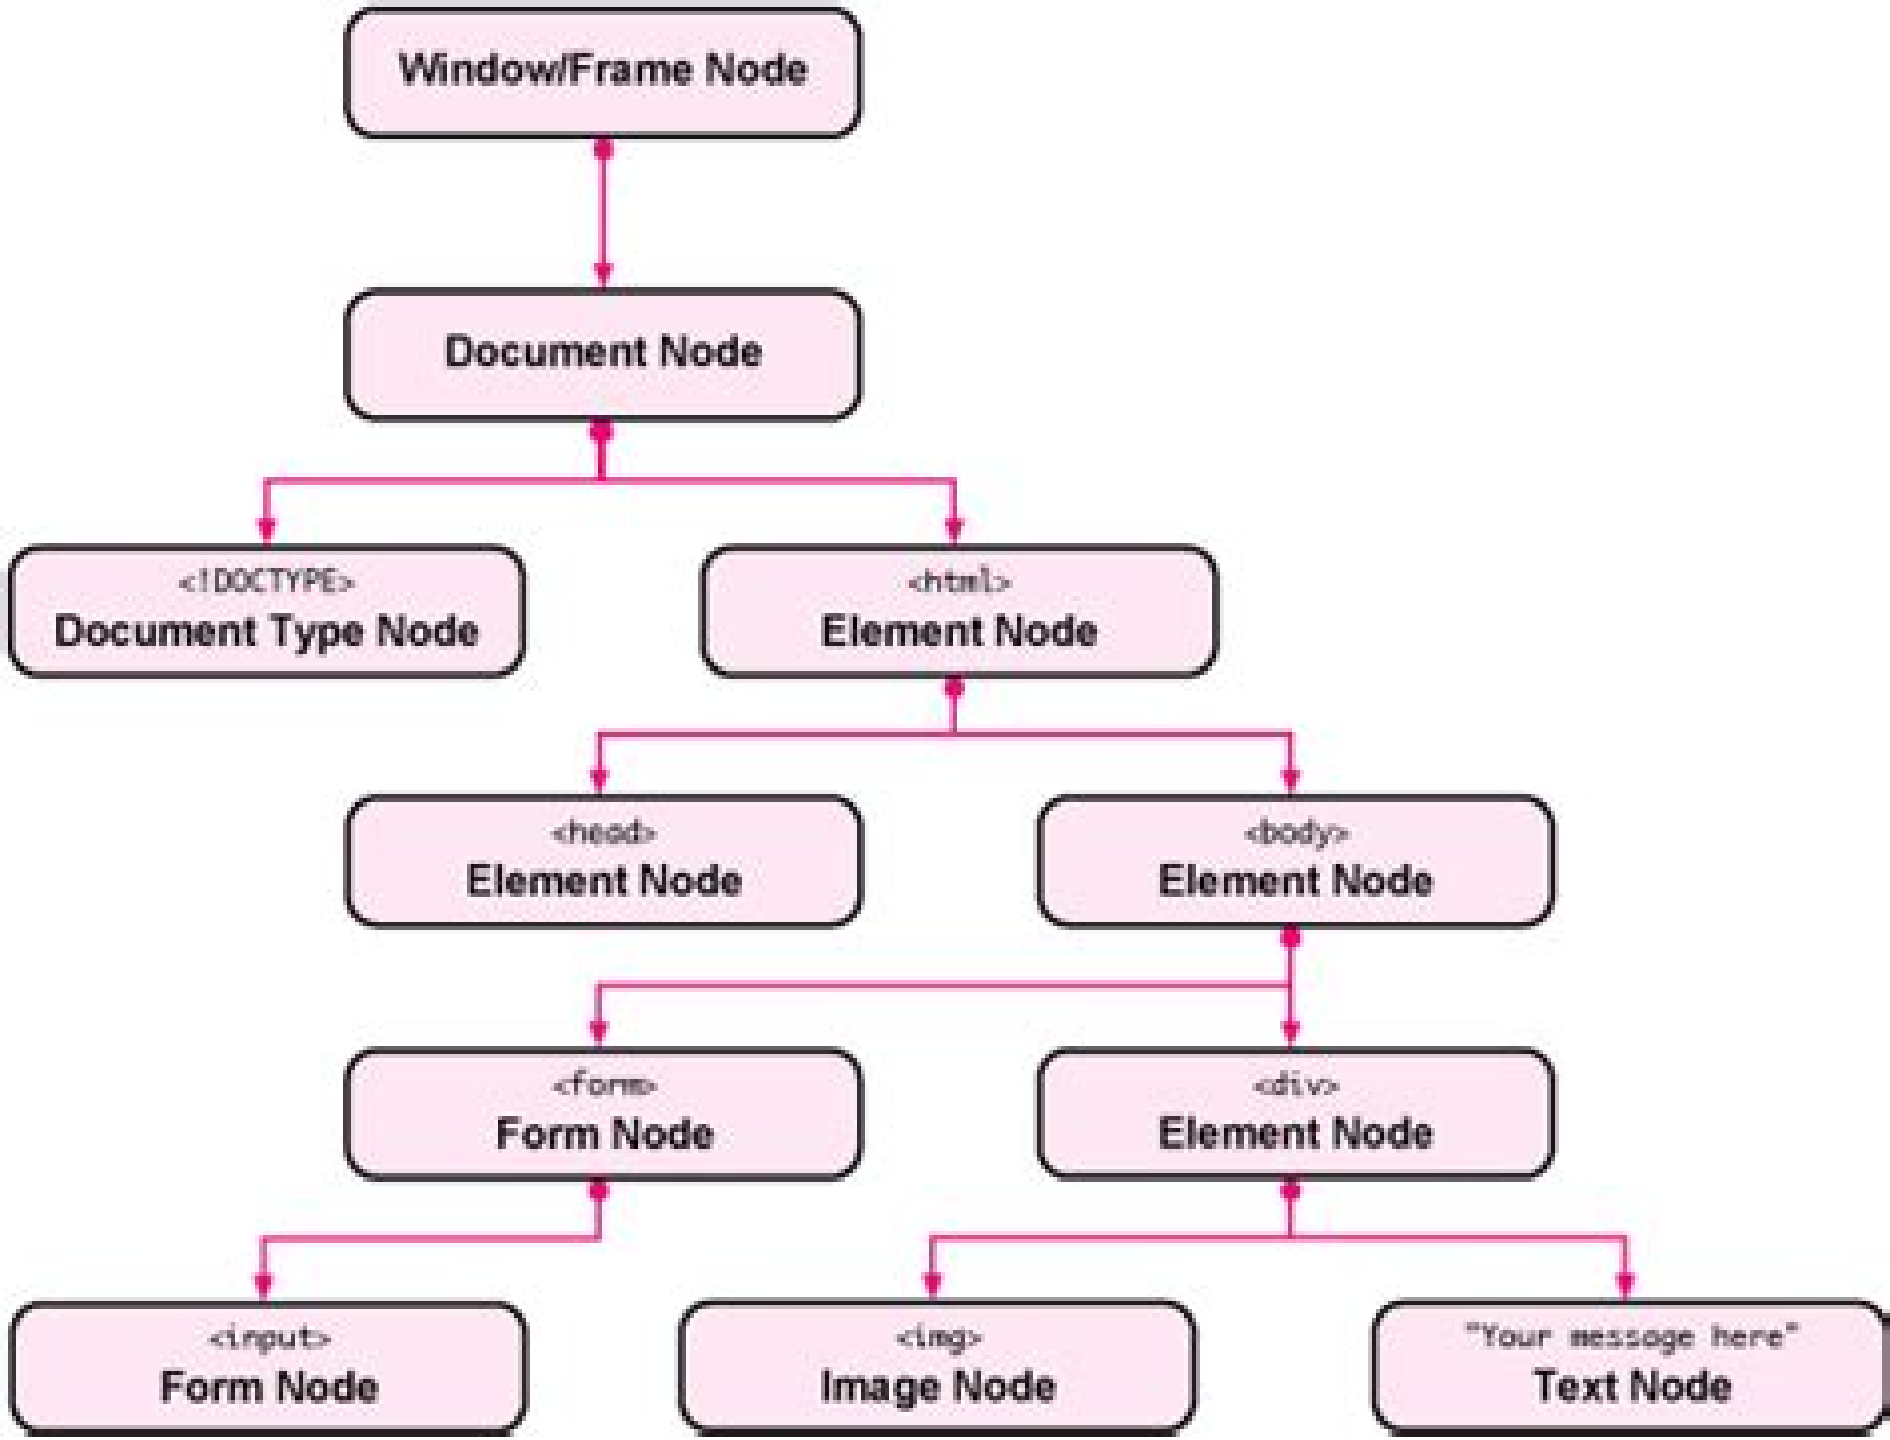 Window/Frame Node
Document Node
<!DOCTYPE>
Document Type Node
<html>
Element Node
<head>
Element Node
<body>
Element Node
<form>
Form Node
<div>
Element Node
<input>
Form Node
<img>
Image Node
"Your message here"
Text Node